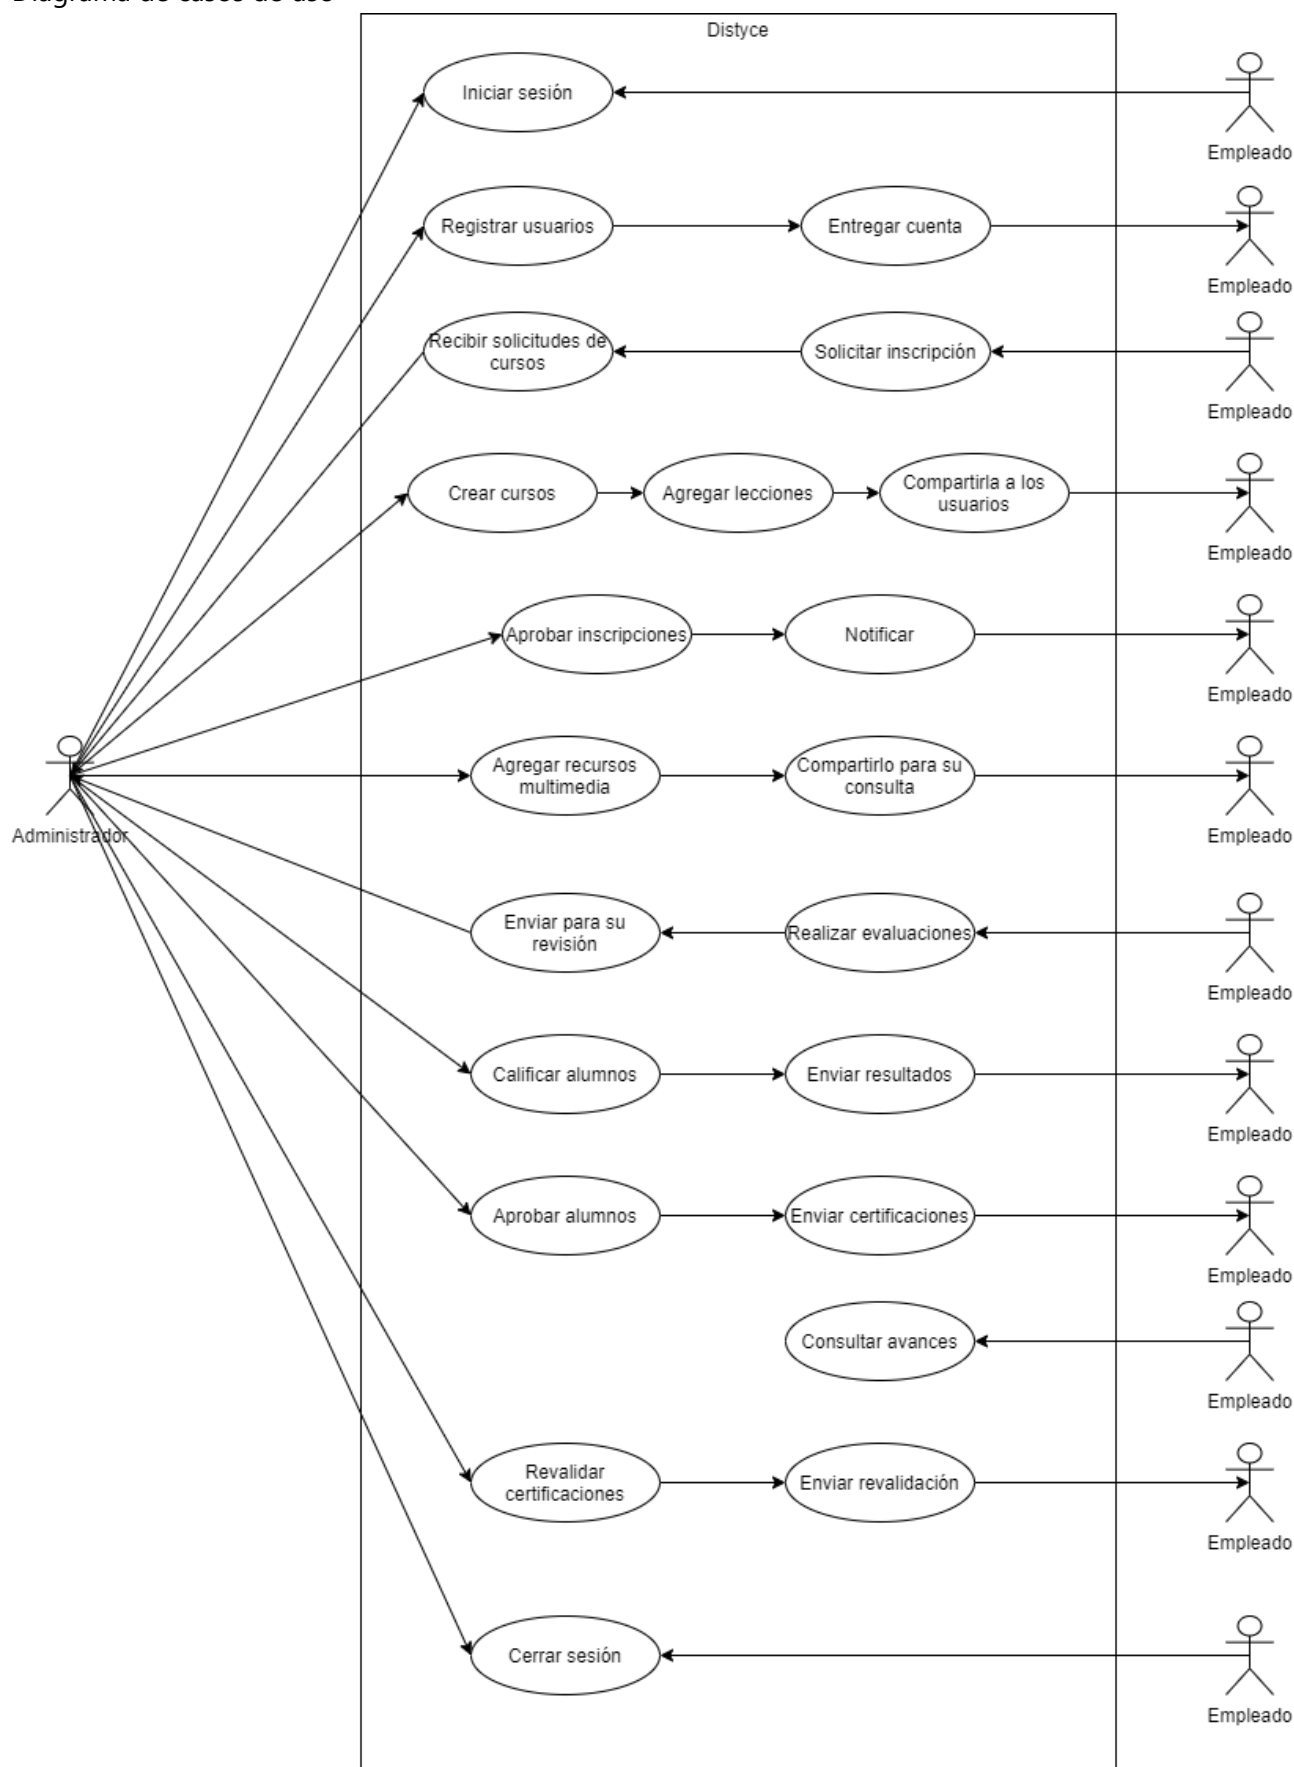 Diagrama de casos de uso
Distyce
Iniciar sesión
Empleado
Registrar usuarios
Entregar cuenta
Empleado
Recibir solicitudes de
cursos
Solicitar inscripción
Empleado
Crear cursos
Agregar lecciones
Compartirla a los
usuarios
Empleado
Aprobar inscripciones
Notificar
Empleado
Administrador
Agregar recursos
multimedia
Compartirlo para su
consulta
Empleado
Enviar para su
revisión
Realizar evaluaciones
Empleado
Calificar alumnos
Enviar resultados
Empleado
Aprobar alumnos
Enviar certificaciones
Empleado
Consultar avances
Empleado
Revalidar
certificaciones
Enviar revalidación
Empleado
Cerrar sesión
Empleado